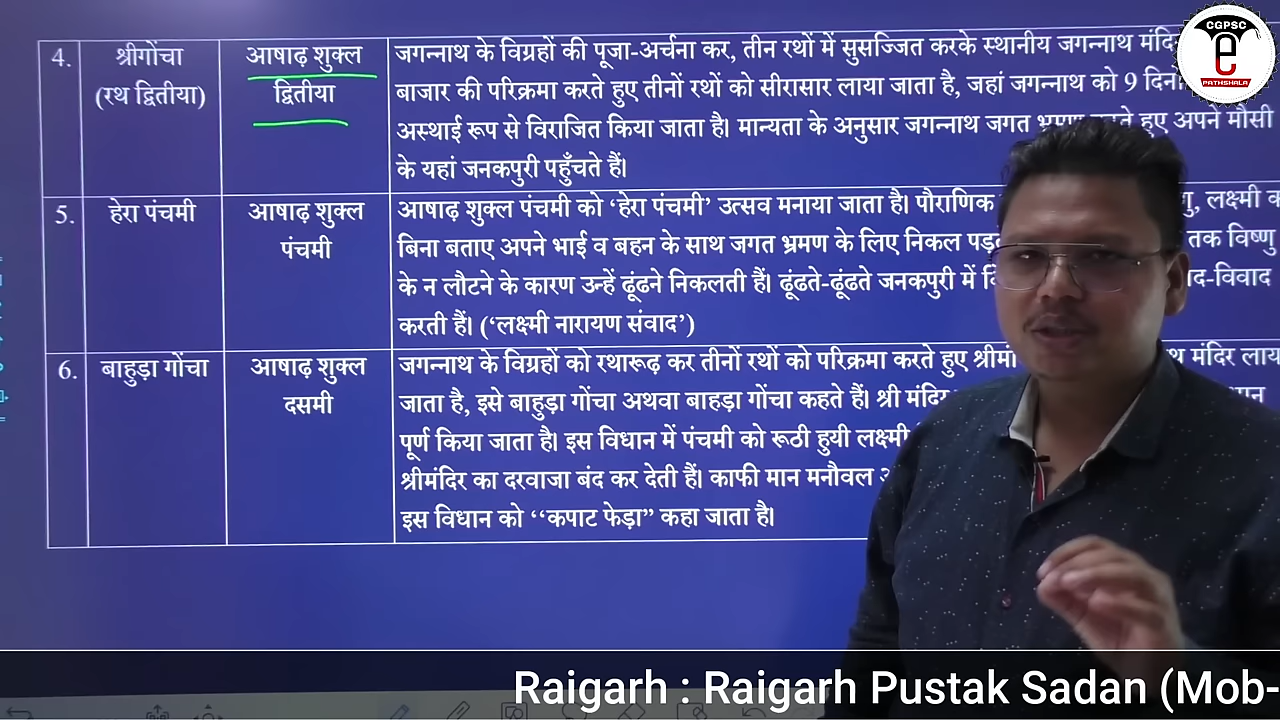 CGPSC
e
PATHSHALA
4. श्रीगोंचा आषाढ़ शुक्ल जगन्नाथ के विग्रहों की पूजा-अर्चना कर, तीन रथों में सुसज्जित करके स्थानीय जगन्नाथ
(रथ द्वितीया) द्वितीया बाजार की परिक्रमा करते हुए तीनों रथों को सीरासार लाया जाता है, जहां जगन्नाथ को 9
अस्थाई रूप से विराजित किया जाता है। मान्यता के अनुसार जगन्नाथ जगत भ्रमण करते हुए अपने मौसी
के यहां जनकपुरी पहुँचते हैं।
5. हेरा पंचमी आषाढ़ शुक्ल आषाढ़ शुक्ल पंचमी को ‘हेरा पंचमी’ उत्सव मनाया जाता है। पौराणिक लक्ष्मी
पंचमी बिना बताए अपने भाई व बहन के साथ जगत भ्रमण के लिए निकल तक विष्णु
के न लौटने के कारण उन्हें ढूंढने निकलती हैं। ढूंढते-ढूंढते जनकपुरी में
करती हैं। (‘लक्ष्मी नारायण संवाद’)
6. बाहुड़ा गोंचा आषाढ़ शुक्ल जगन्नाथ के विग्रहों को रथारूढ़ कर तीनों रथों को परिक्रमा करते हुए मंदिर
दसमी जाता है, इसे बाहुड़ा गोंचा अथवा बाहड़ा गोंचा कहते हैं। श्री
पूर्ण किया जाता है। इस विधान में पंचमी को रूठी हुयी लक्ष्मी
श्रीमंदिर का दरवाजा बंद कर देती हैं। काफी मान मनौवल
इस विधान को ‘‘कपाट फेड़ा” कहा जाता है।
Raigarh : Raigarh Pustak Sadan (Mob-